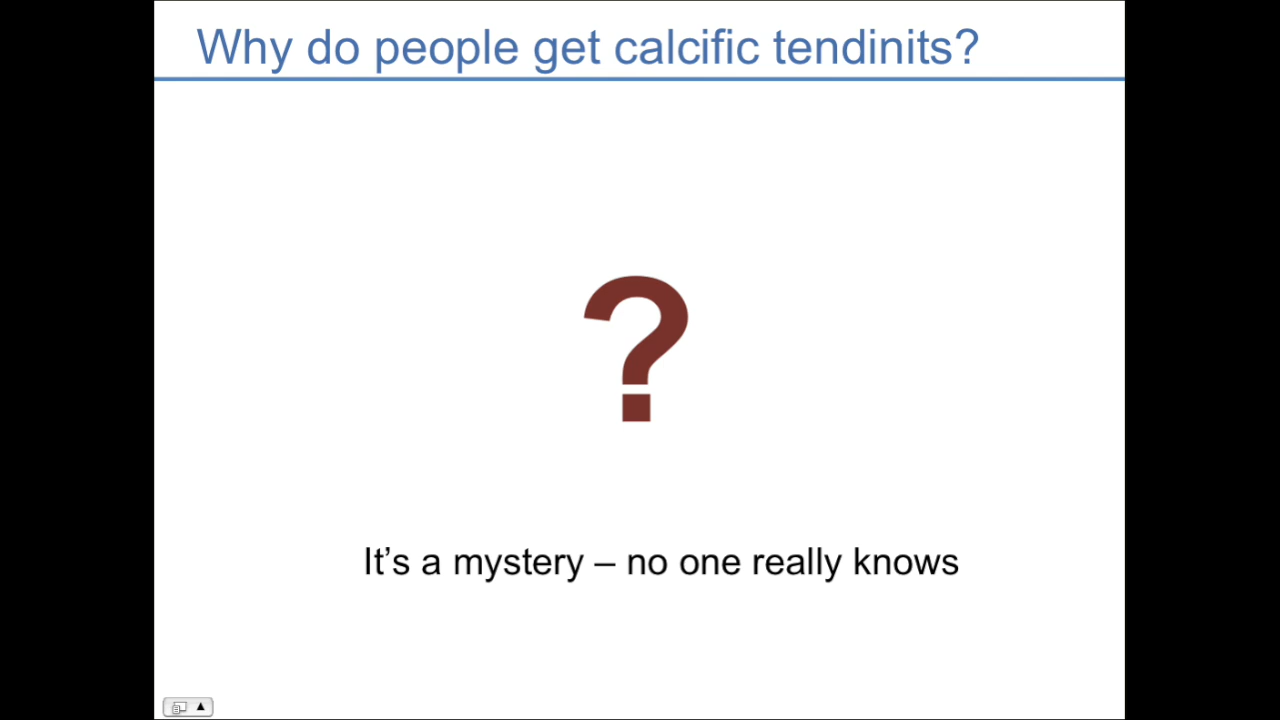 Why do people get calcific tendinits?
?
It’s a mystery – no one really knows